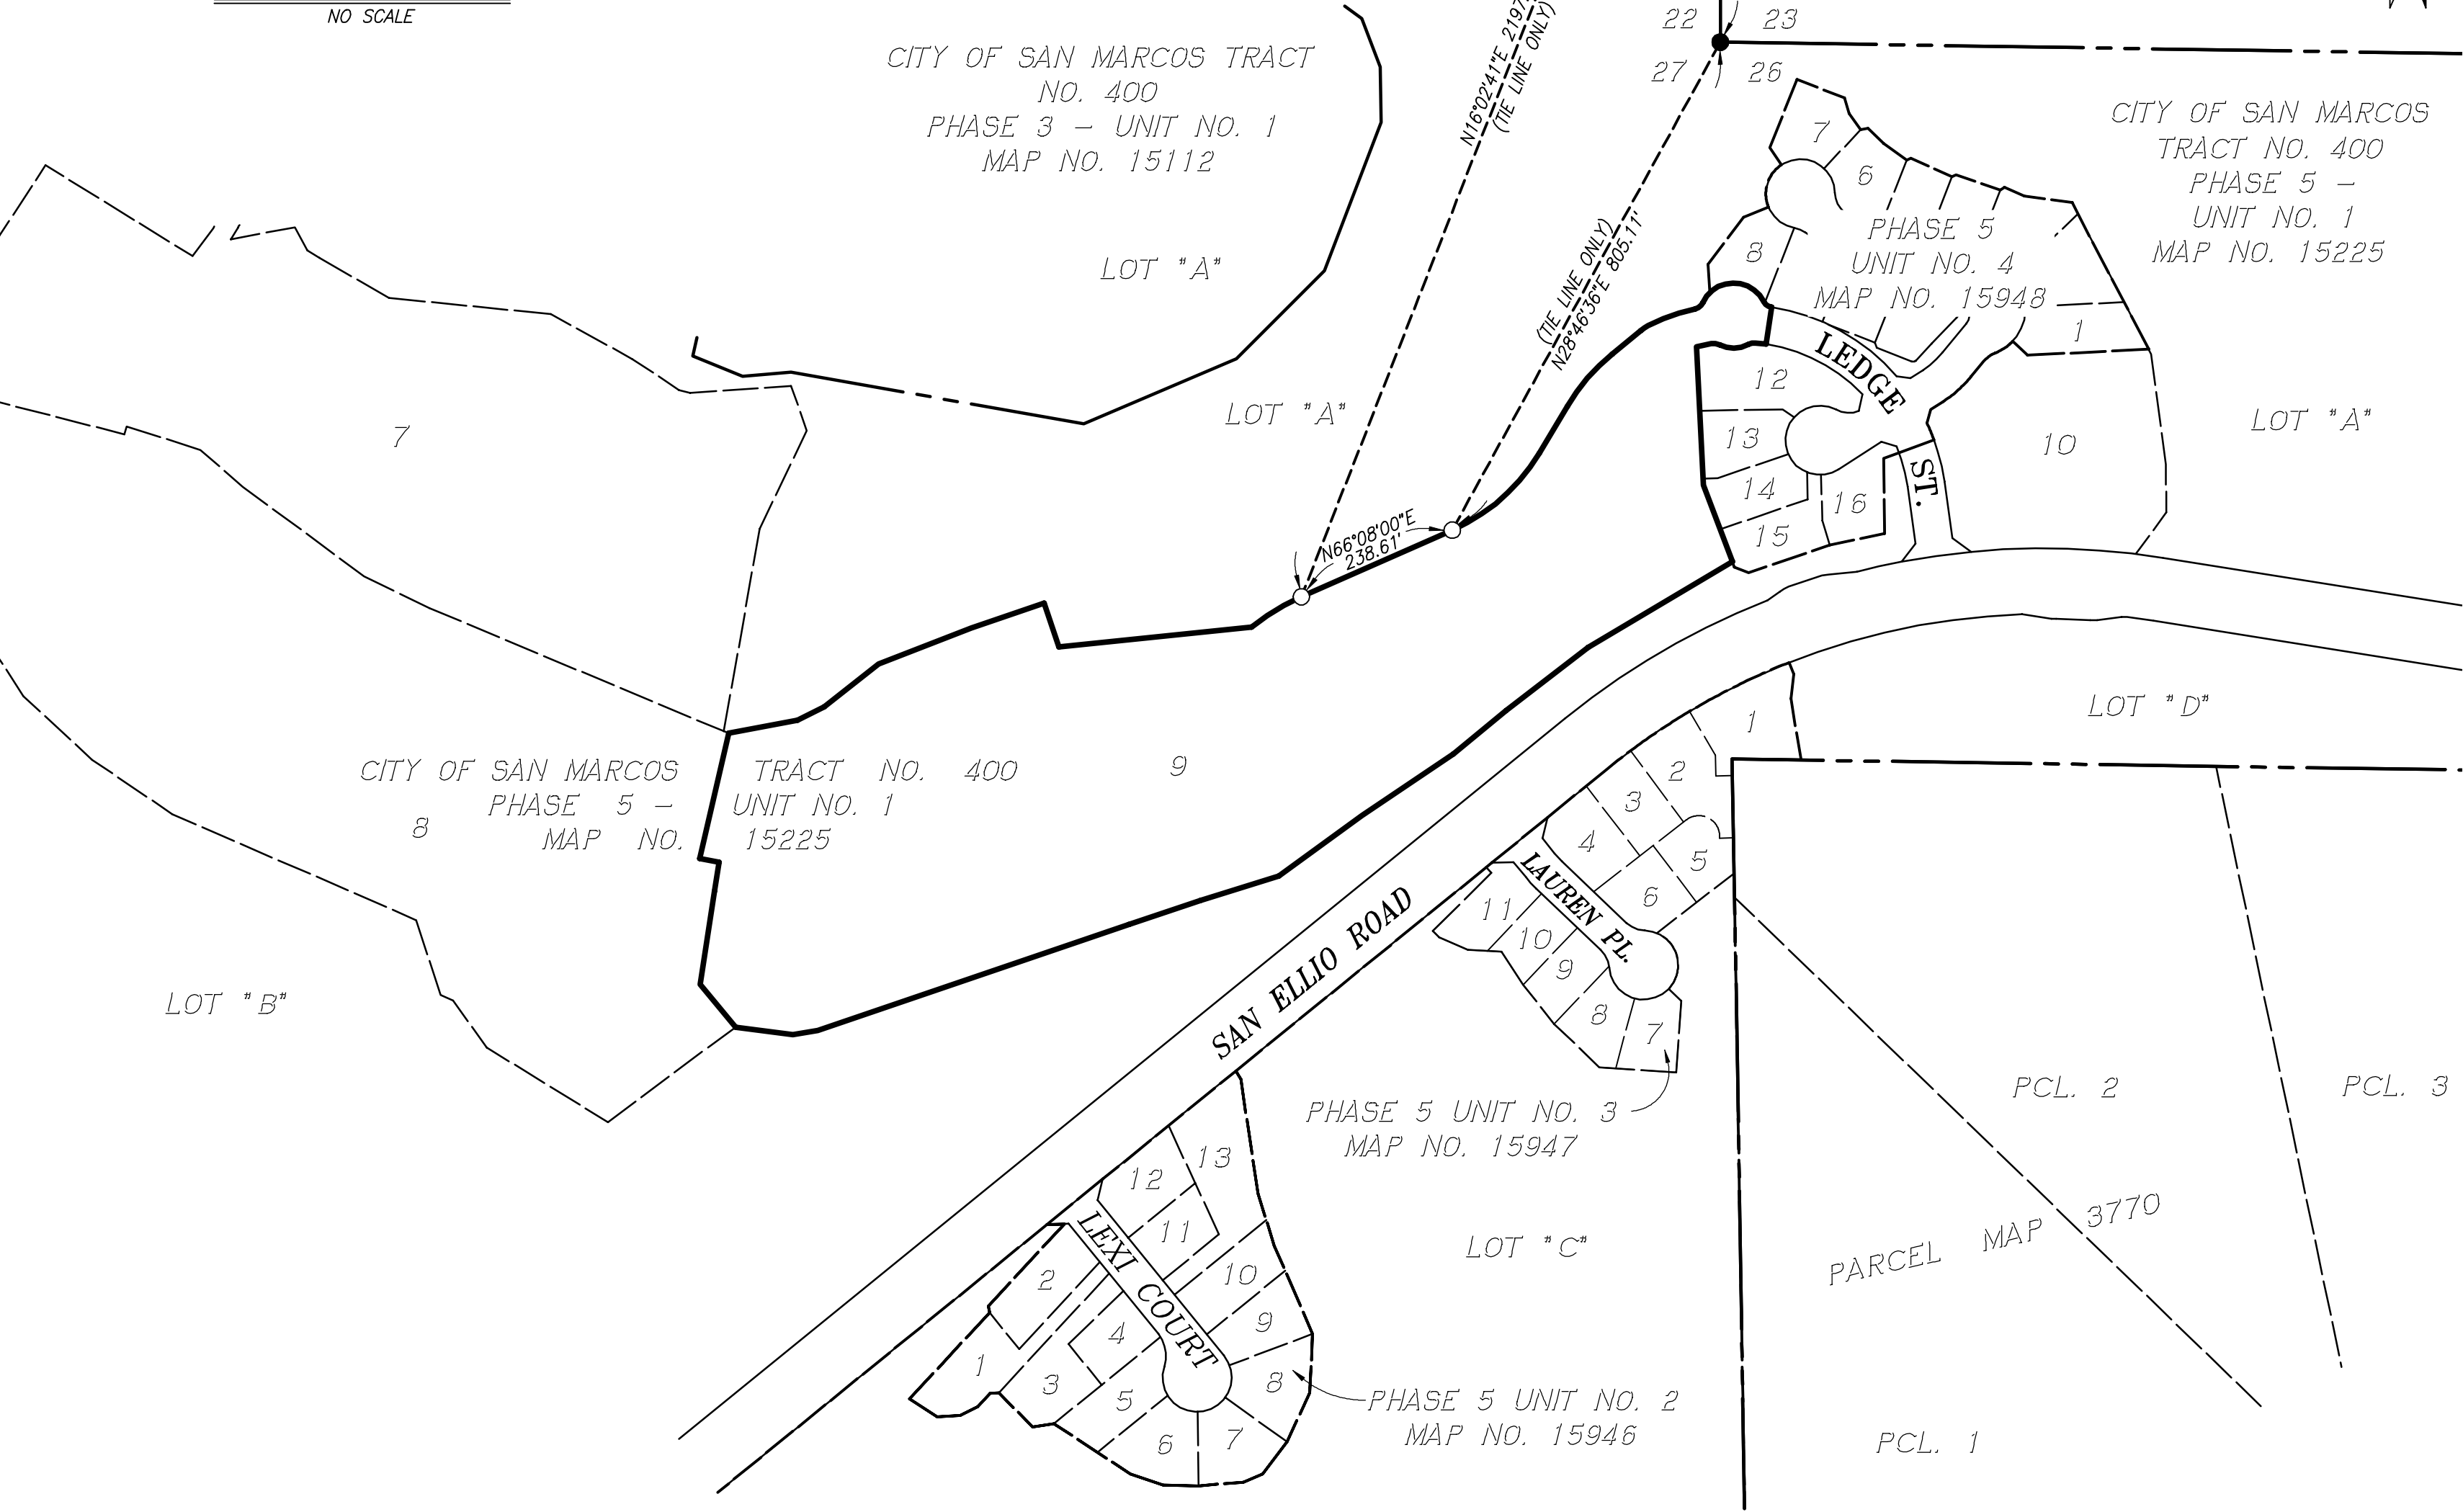 NO SCALE
CITY OF SAN MARCOS TRACT
NO. 400
PHASE 3 - UNIT NO. 1
MAP NO. 15112
LOT "A"
N16°02'41"E 2197.
(TIE LINE ONLY)
22
23
27
26
CITY OF SAN MARCOS
TRACT NO. 400
PHASE 5 -
UNIT NO. 1
MAP NO. 15225
7
6
8
PHASE 5
UNIT NO. 4
MAP NO. 15948
1
(TIE LINE ONLY)
N28°46'36"E 805.11'
LEDGE
ST.
12
13
14
15
16
10
LOT "A"
LOT "A"
7
N66°08'00"E
238.61'
LOT "D"
CITY OF SAN MARCOS TRACT NO. 400
PHASE 5 - UNIT NO. 1
MAP NO. 15225
8
9
1
2
3
4
5
6
LAUREN PL.
11
10
9
8
7
SAN ELLIO ROAD
LOT "B"
PHASE 5 UNIT NO. 3
MAP NO. 15947
PCL. 2
PCL. 3
13
12
11
LEXI COURT
2
10
4
9
1
3
5
8
6
7
LOT "C"
PARCEL MAP 3770
PHASE 5 UNIT NO. 2
MAP NO. 15946
PCL. 1